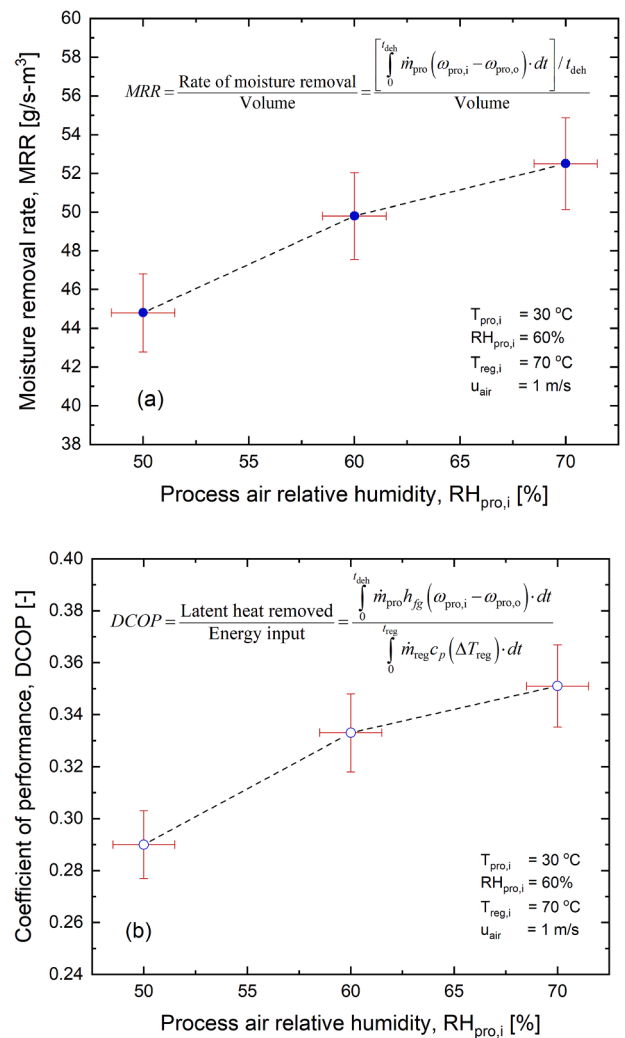 60
58
56
54
52
50
48
46
44
42
40
38
Moisture removal rate, MRR [g/s-m³]
MRR = Rate of moisture removal / Volume = [∫₀^{t_deh} ṁ_pro (ω_pro,i − ω_pro,o)·dt] / t_deh / Volume
T_pro,i = 30 °C
RH_pro,i = 60%
T_reg,i = 70 °C
u_air = 1 m/s
(a)
50 55 60 65 70
Process air relative humidity, RH_pro,i [%]
0.40
0.38
0.36
0.34
0.32
0.30
0.28
0.26
0.24
Coefficient of performance, DCOP [-]
DCOP = Latent heat removed / Energy input = ∫₀^{t_deh} ṁ_pro h_fg (ω_pro,i − ω_pro,o)·dt / ∫₀^{t_reg} ṁ_reg c_p (ΔT_reg)·dt
T_pro,i = 30 °C
RH_pro,i = 60%
T_reg,i = 70 °C
u_air = 1 m/s
(b)
50 55 60 65 70
Process air relative humidity, RH_pro,i [%]